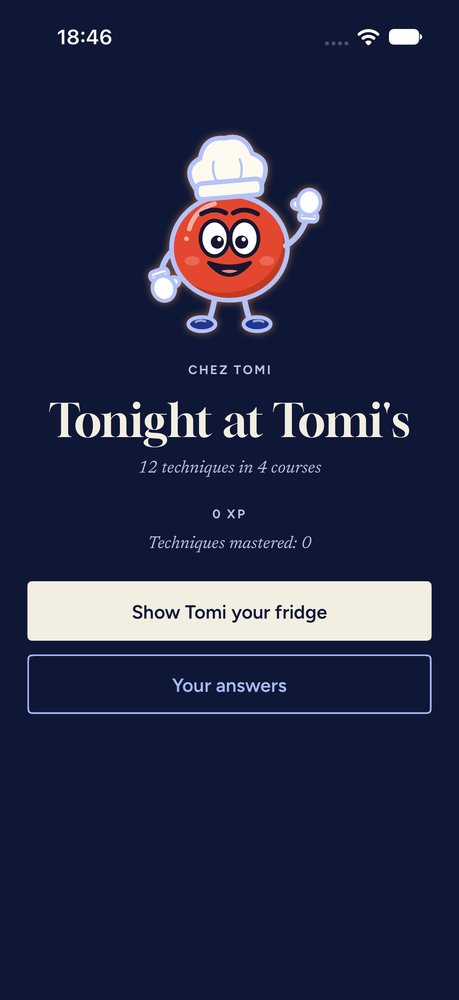 18:46
CHEZ TOMI
Tonight at Tomi's
12 techniques in 4 courses
0 XP
Techniques mastered: 0
Show Tomi your fridge
Your answers